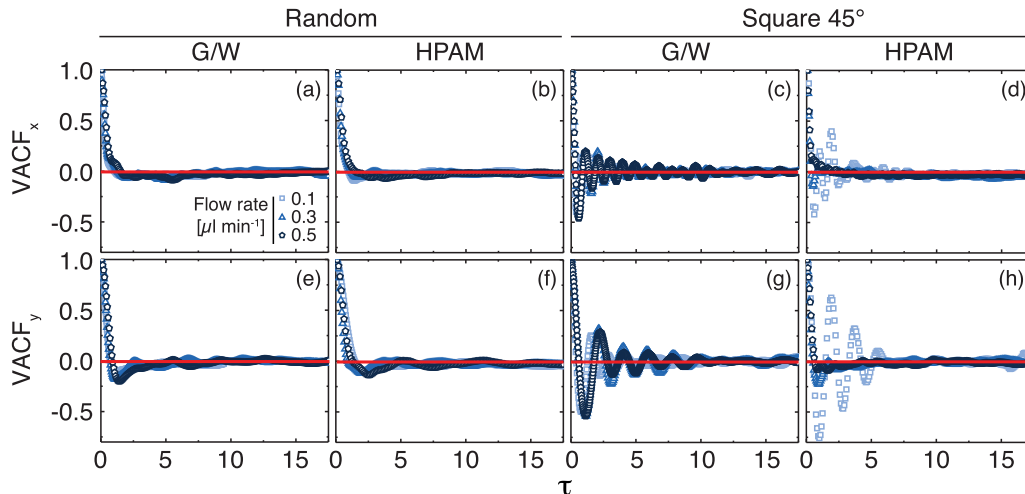 Random Square 45°
G/W HPAM G/W HPAM
1.0 (a) (b) (c) (d)
0.5
VACFx
0.0
-0.5
Flow rate
[µl min⁻¹]
0.1
0.3
0.5
1.0 (e) (f) (g) (h)
0.5
VACFy
0.0
-0.5
0 5 10 15 0 5 10 15 0 5 10 15 0 5 10 15
τ